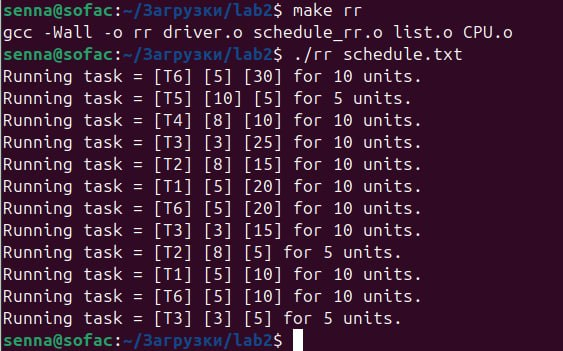 senna@sofac:~/Загрузки/lab2$ make rr
gcc -Wall -o rr driver.o schedule_rr.o list.o CPU.o
senna@sofac:~/Загрузки/lab2$ ./rr schedule.txt
Running task = [T6] [5] [30] for 10 units.
Running task = [T5] [10] [5] for 5 units.
Running task = [T4] [8] [10] for 10 units.
Running task = [T3] [3] [25] for 10 units.
Running task = [T2] [8] [15] for 10 units.
Running task = [T1] [5] [20] for 10 units.
Running task = [T6] [5] [20] for 10 units.
Running task = [T3] [3] [15] for 10 units.
Running task = [T2] [8] [5] for 5 units.
Running task = [T1] [5] [10] for 10 units.
Running task = [T6] [5] [10] for 10 units.
Running task = [T3] [3] [5] for 5 units.
senna@sofac:~/Загрузки/lab2$